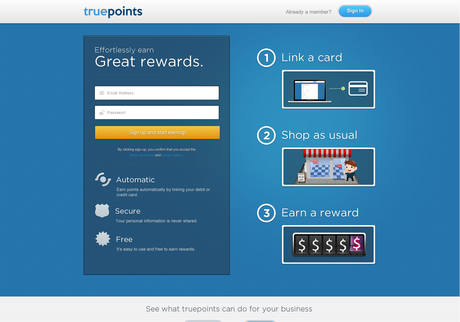 truepoints
Already a member?
Sign In
Effortlessly earn
Great rewards.
Email Address
Password
Sign up and start earning!
By clicking sign up, you confirm that you accept the
and
Automatic
Earn points automatically by linking your debit or
credit card.
Secure
Your personal information is never shared.
Free
It's easy to use and free to earn rewards.
1 Link a card
2 Shop as usual
3 Earn a reward
$ $ $ $ $
See what truepoints can do for your business